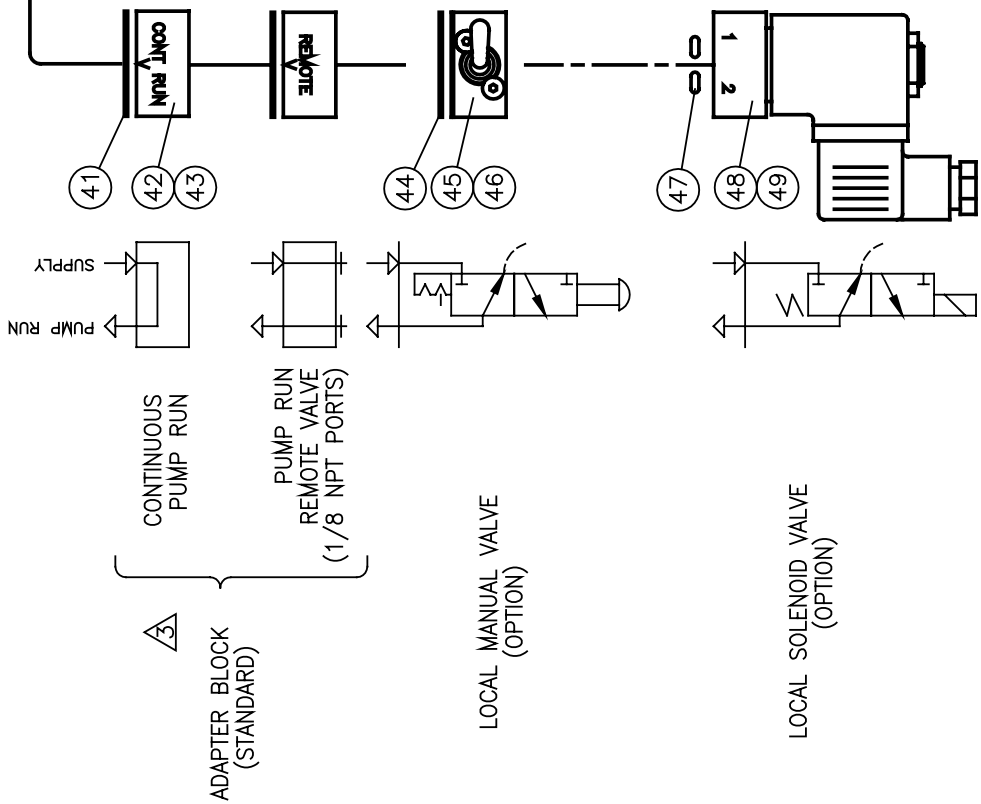 CONT RUN
REMOTE
1
2
41
42
43
44
45
46
47
48
49
SUPPLY
PUMP RUN
CONTINUOUS
PUMP RUN
PUMP RUN
REMOTE VALVE
(1/8 NPT PORTS)
3
ADAPTER BLOCK
(STANDARD)
LOCAL MANUAL VALVE
(OPTION)
LOCAL SOLENOID VALVE
(OPTION)